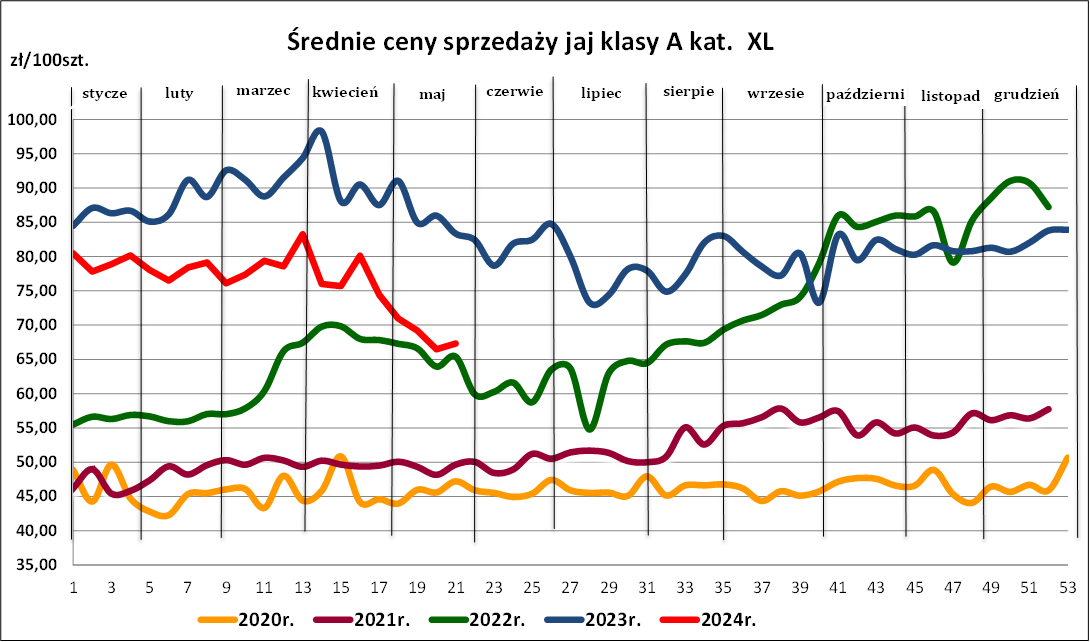 Średnie ceny sprzedaży jaj klasy A kat. XL
zł/100szt.
stycze luty marzec kwiecień maj czerwie lipiec sierpie wrzesie październi listopad grudzień
100,00
95,00
90,00
85,00
80,00
75,00
70,00
65,00
60,00
55,00
50,00
45,00
40,00
35,00
1 3 5 7 9 11 13 15 17 19 21 23 25 27 29 31 33 35 37 39 41 43 45 47 49 51 53
2020r. 2021r. 2022r. 2023r. 2024r.